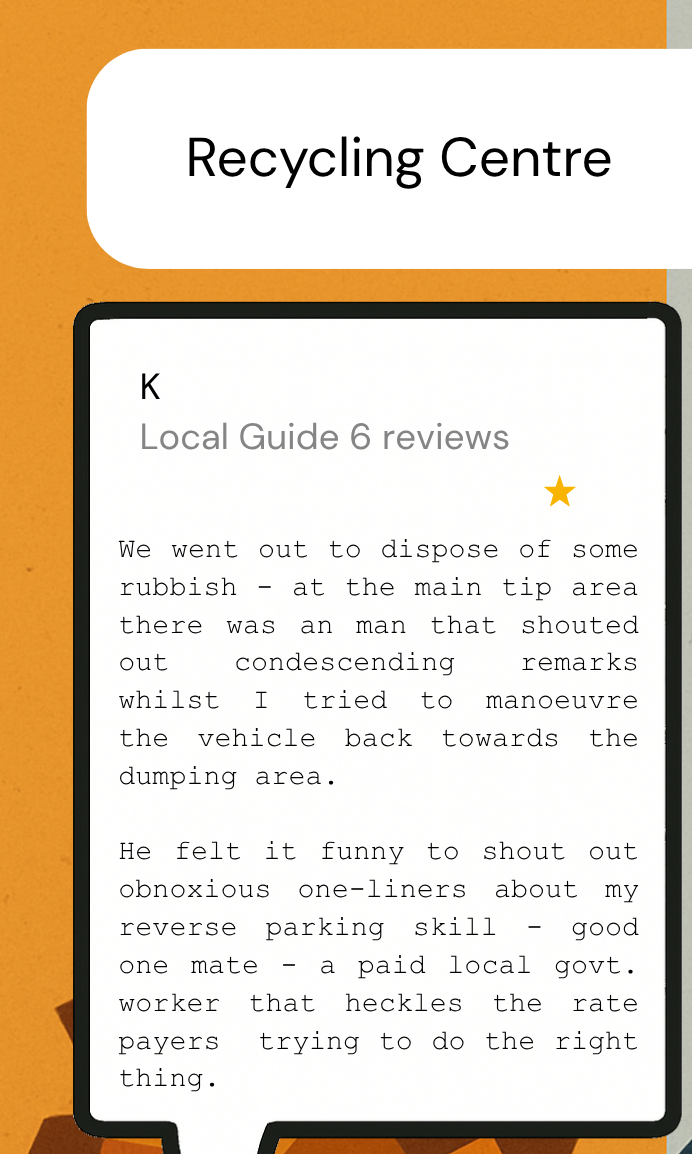 Recycling Centre
K
Local Guide 6 reviews
We went out to dispose of some
rubbish - at the main tip area
there was an man that shouted
out condescending remarks
whilst I tried to manoeuvre
the vehicle back towards the
dumping area.
He felt it funny to shout out
obnoxious one-liners about my
reverse parking skill - good
one mate - a paid local govt.
worker that heckles the rate
payers trying to do the right
thing.